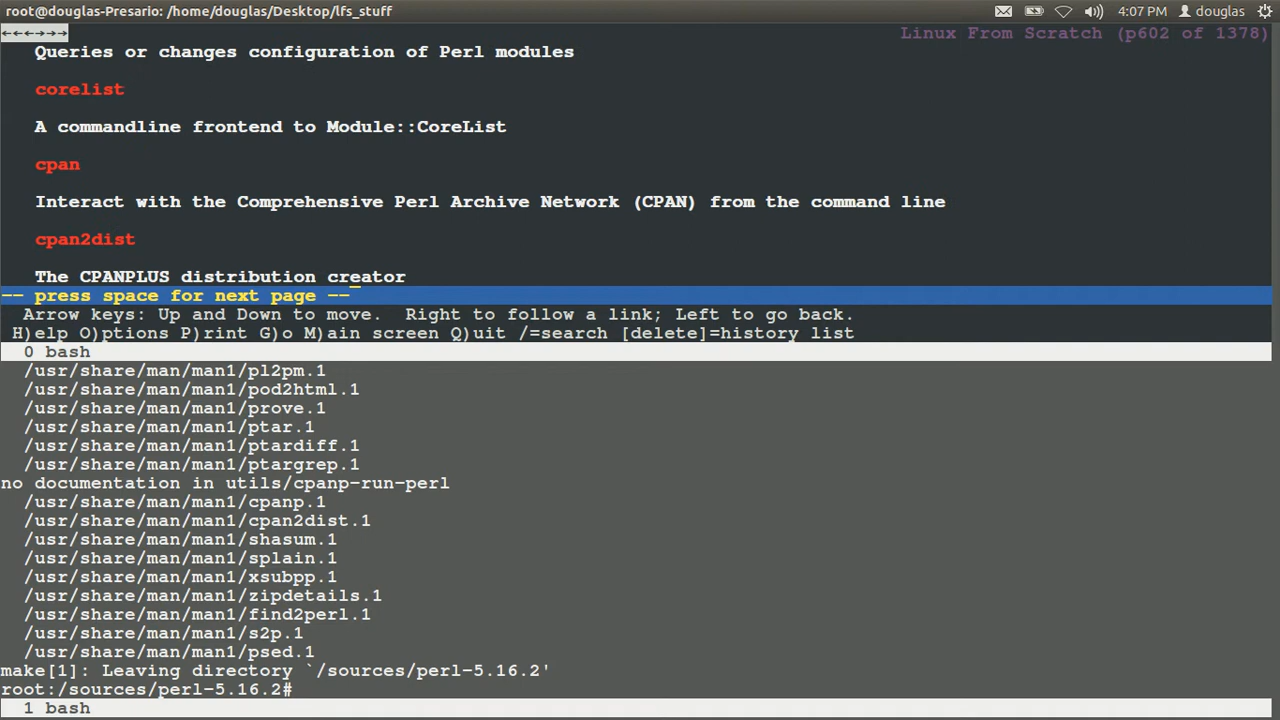 root@douglas-Presario: /home/douglas/Desktop/lfs_stuff 4:07 PM douglas
←←←→→→ Linux From Scratch (p602 of 1378)
Queries or changes configuration of Perl modules
corelist
A commandline frontend to Module::CoreList
cpan
Interact with the Comprehensive Perl Archive Network (CPAN) from the command line
cpan2dist
The CPANPLUS distribution creator
-- press space for next page --
Arrow keys: Up and Down to move. Right to follow a link; Left to go back.
H)elp O)ptions P)rint G)o M)ain screen Q)uit /=search [delete]=history list
0 bash
/usr/share/man/man1/pl2pm.1
/usr/share/man/man1/pod2html.1
/usr/share/man/man1/prove.1
/usr/share/man/man1/ptar.1
/usr/share/man/man1/ptardiff.1
/usr/share/man/man1/ptargrep.1
no documentation in utils/cpanp-run-perl
/usr/share/man/man1/cpanp.1
/usr/share/man/man1/cpan2dist.1
/usr/share/man/man1/shasum.1
/usr/share/man/man1/splain.1
/usr/share/man/man1/xsubpp.1
/usr/share/man/man1/zipdetails.1
/usr/share/man/man1/find2perl.1
/usr/share/man/man1/s2p.1
/usr/share/man/man1/psed.1
make[1]: Leaving directory `/sources/perl-5.16.2'
root:/sources/perl-5.16.2#
1 bash